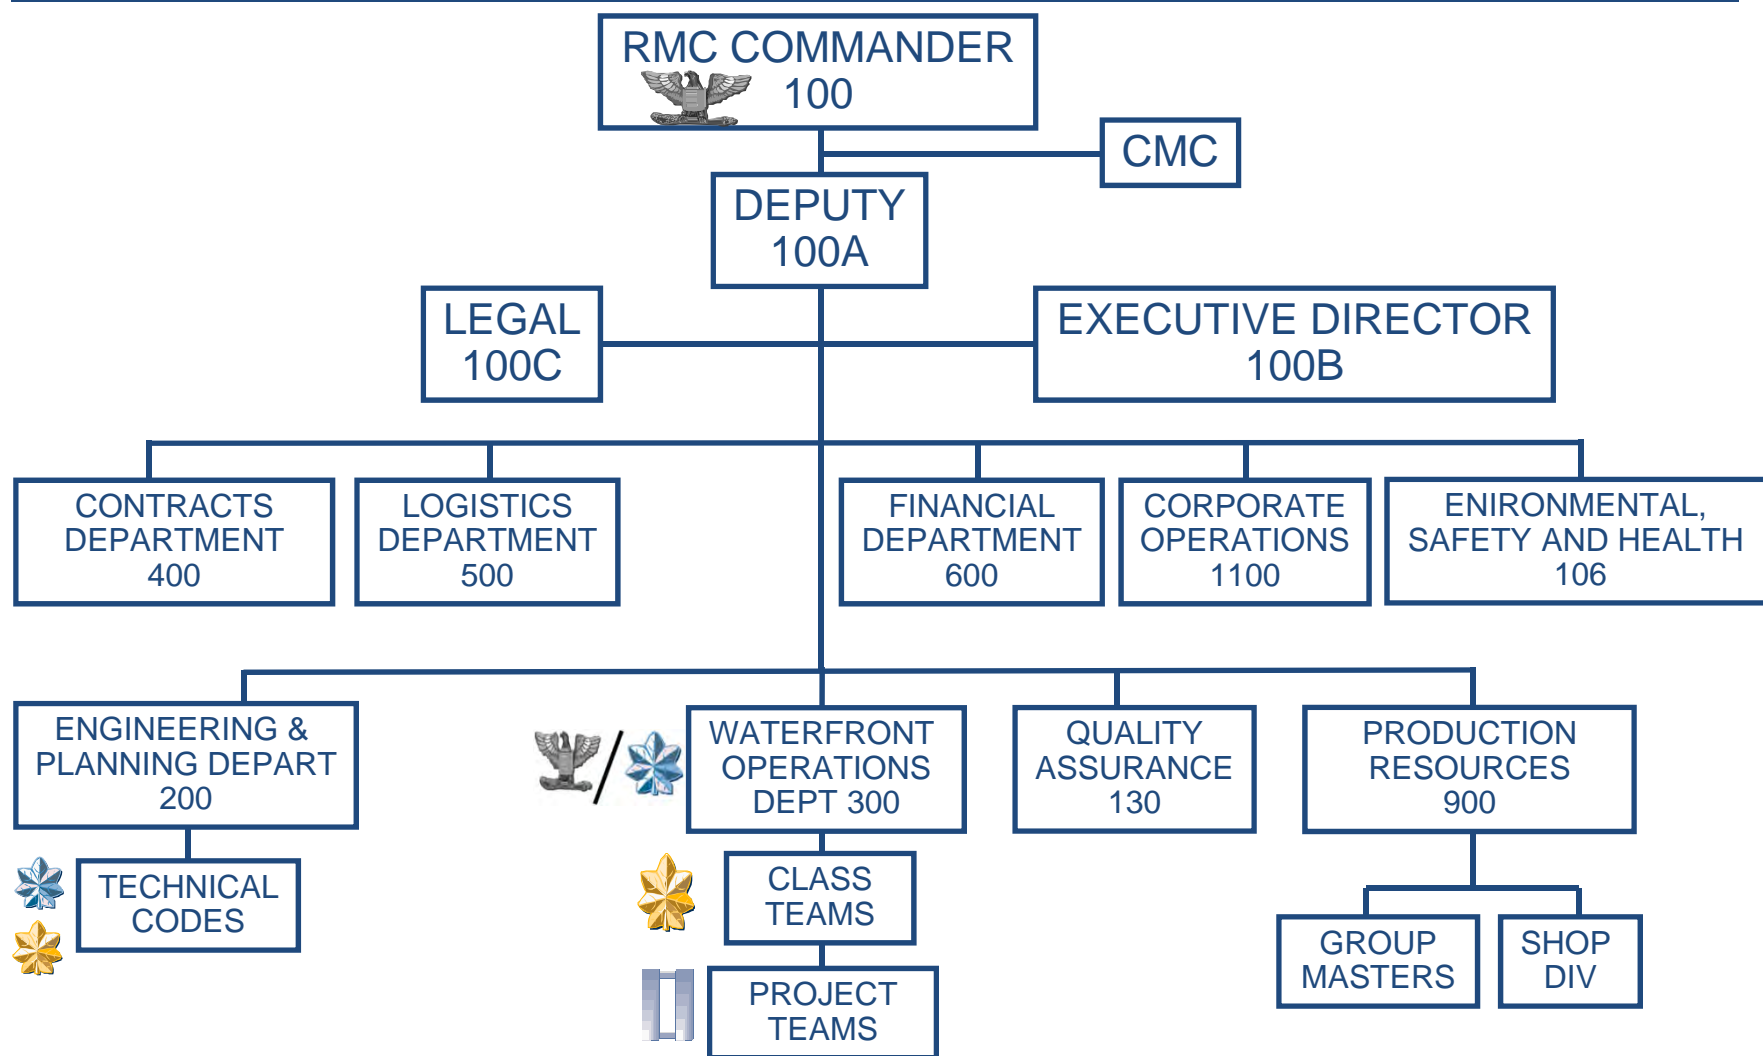 RMC COMMANDER
100
CMC
DEPUTY
100A
LEGAL
100C
EXECUTIVE DIRECTOR
100B
CONTRACTS
DEPARTMENT
400
LOGISTICS
DEPARTMENT
500
FINANCIAL
DEPARTMENT
600
CORPORATE
OPERATIONS
1100
ENIRONMENTAL,
SAFETY AND HEALTH
106
ENGINEERING &
PLANNING DEPART
200
WATERFRONT
OPERATIONS
DEPT 300
QUALITY
ASSURANCE
130
PRODUCTION
RESOURCES
900
TECHNICAL
CODES
CLASS
TEAMS
PROJECT
TEAMS
GROUP
MASTERS
SHOP
DIV